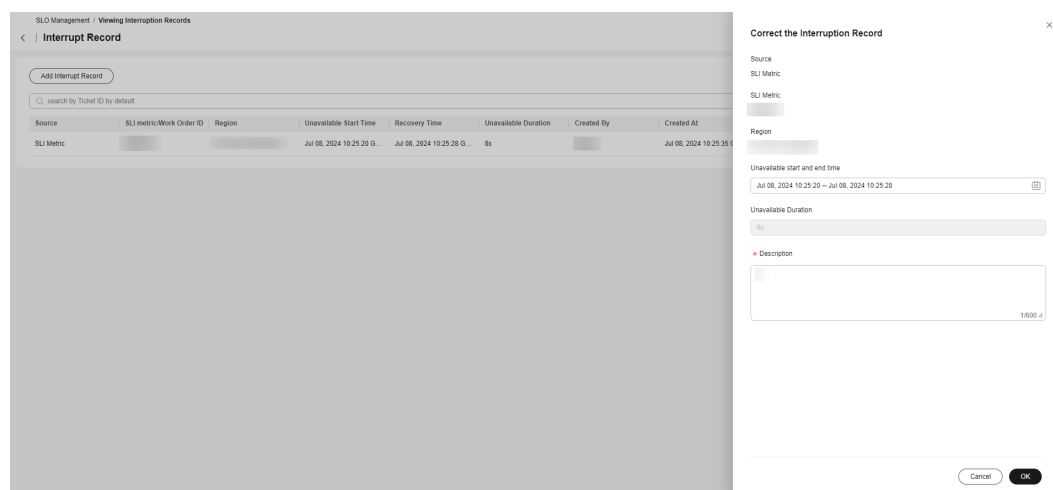 SLO Management / Viewing Interruption Records
< | Interrupt Record
Add Interrupt Record
search by Ticket ID by default
Source SLI metric/Work Order ID Region Unavailable Start Time Recovery Time Unavailable Duration Created By Created At
SLI Metric Jul 08, 2024 10:25:20 G... Jul 08, 2024 10:25:28 G... 8s Jul 08, 2024 10:25:35 G
Correct the Interruption Record
Source
SLI Metric
SLI Metric
Region
Unavailable start and end time
Jul 08, 2024 10:25:20 — Jul 08, 2024 10:25:28
Unavailable Duration
8s
* Description
1/600
Cancel OK